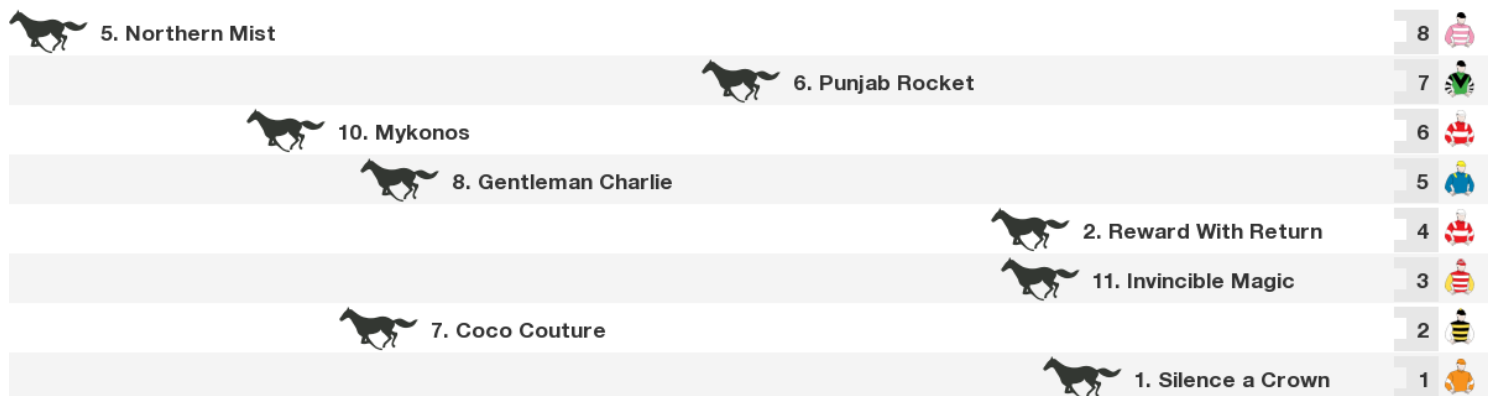 5. Northern Mist 8
6. Punjab Rocket 7
10. Mykonos 6
8. Gentleman Charlie 5
2. Reward With Return 4
11. Invincible Magic 3
7. Coco Couture 2
1. Silence a Crown 1